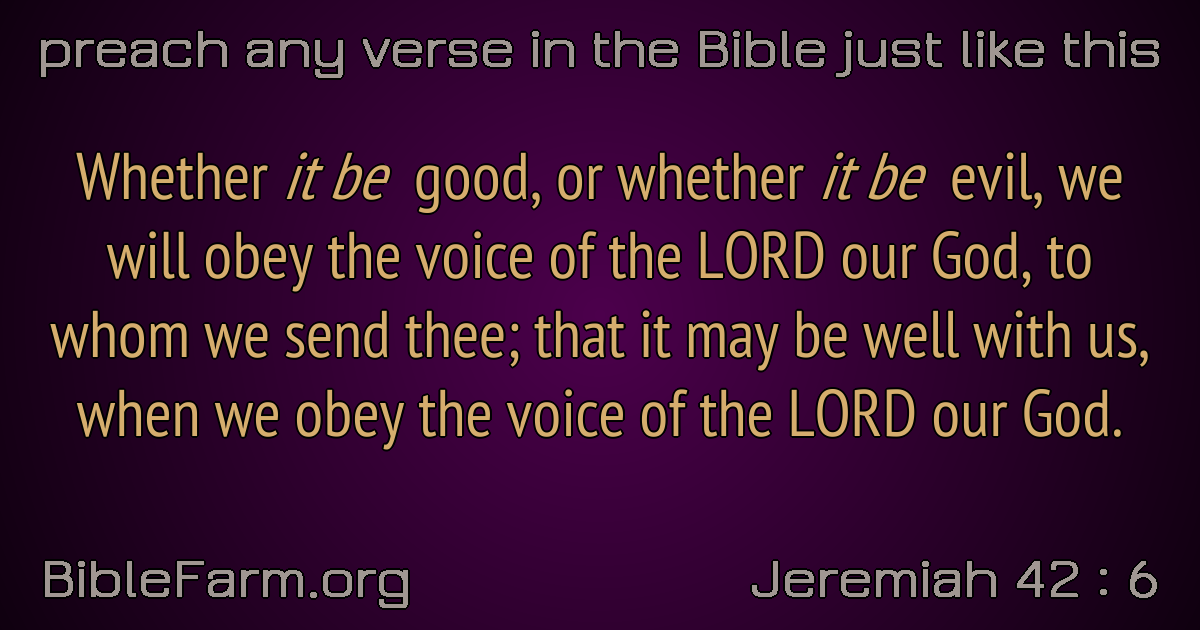 preach any verse in the Bible just like this
Whether it be good, or whether it be evil, we
will obey the voice of the LORD our God, to
whom we send thee; that it may be well with us,
when we obey the voice of the LORD our God.
BibleFarm.org
Jeremiah 42 : 6